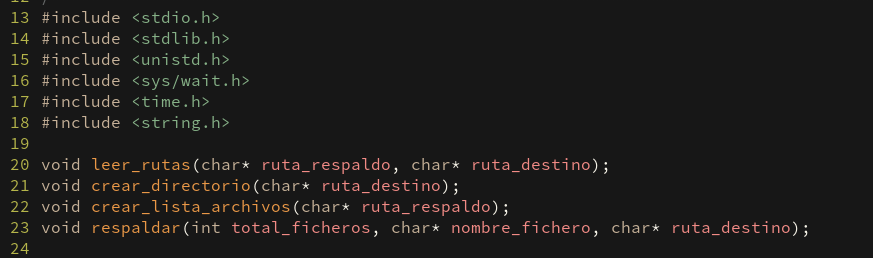 13 #include <stdio.h>
14 #include <stdlib.h>
15 #include <unistd.h>
16 #include <sys/wait.h>
17 #include <time.h>
18 #include <string.h>
19
20 void leer_rutas(char* ruta_respaldo, char* ruta_destino);
21 void crear_directorio(char* ruta_destino);
22 void crear_lista_archivos(char* ruta_respaldo);
23 void respaldar(int total_ficheros, char* nombre_fichero, char* ruta_destino);
24